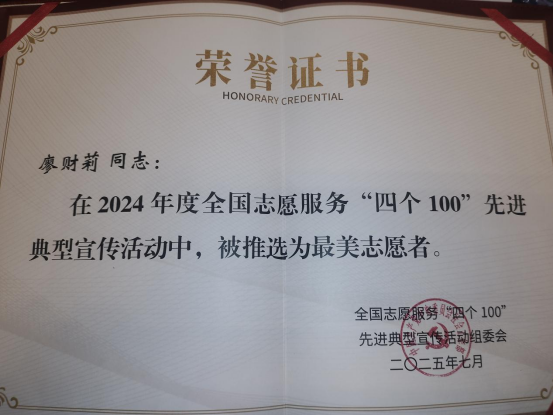 荣誉证书
HONORARY CREDENTIAL
廖财莉 同志：
在 2024 年度全国志愿服务“四个 100”先进
典型宣传活动中，被推选为最美志愿者。
全国志愿服务“四个 100”
先进典型宣传活动组委会
二〇二五年七月